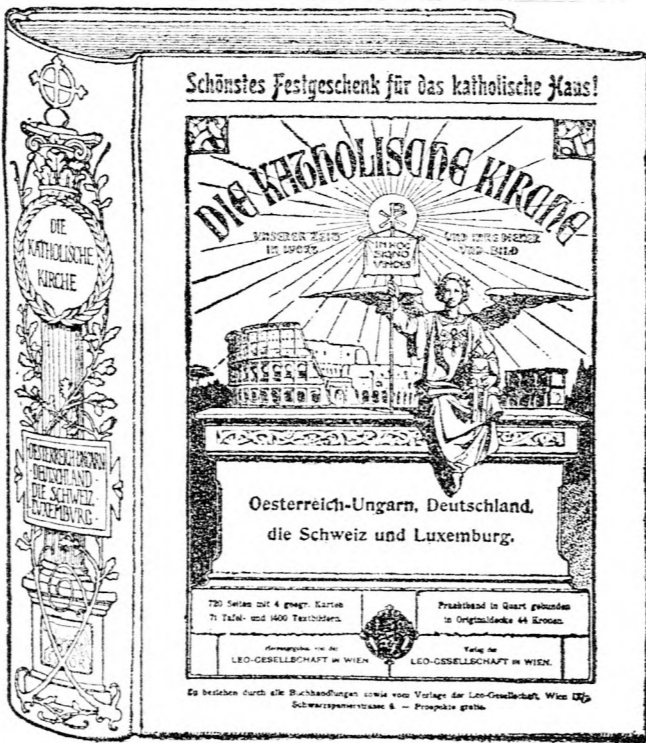 Schönstes Festgeschenk für das katholische Haus!
DIE KATHOLISCHE KIRCHE
UNSERER ZEIT
IN WORT
UND IHRE DIENER
UND BILD
IN HOC
SIGNO
VINCES
DIE
KATHOLISCHE
KIRCHE
OESTERREICH-UNGARN
DEUTSCHLAND
DIE SCHWEIZ
LUXEMBURG
Oesterreich-Ungarn, Deutschland,
die Schweiz und Luxemburg.
720 Seiten mit 4 geogr. Karten
71 Tafel- und 1400 Textbildern.
Prachtband in Quart gebunden
in Originaldecke 44 Kronen.
Herausgegeben von der
LEO-GESELLSCHAFT in WIEN
Verlag der
LEO-GESELLSCHAFT in WIEN.
Zu beziehen durch alle Buchhandlungen sowie vom Verlage der Leo-Gesellschaft, Wien
Schwarzspanierstrasse 6. — Prospekte gratis.